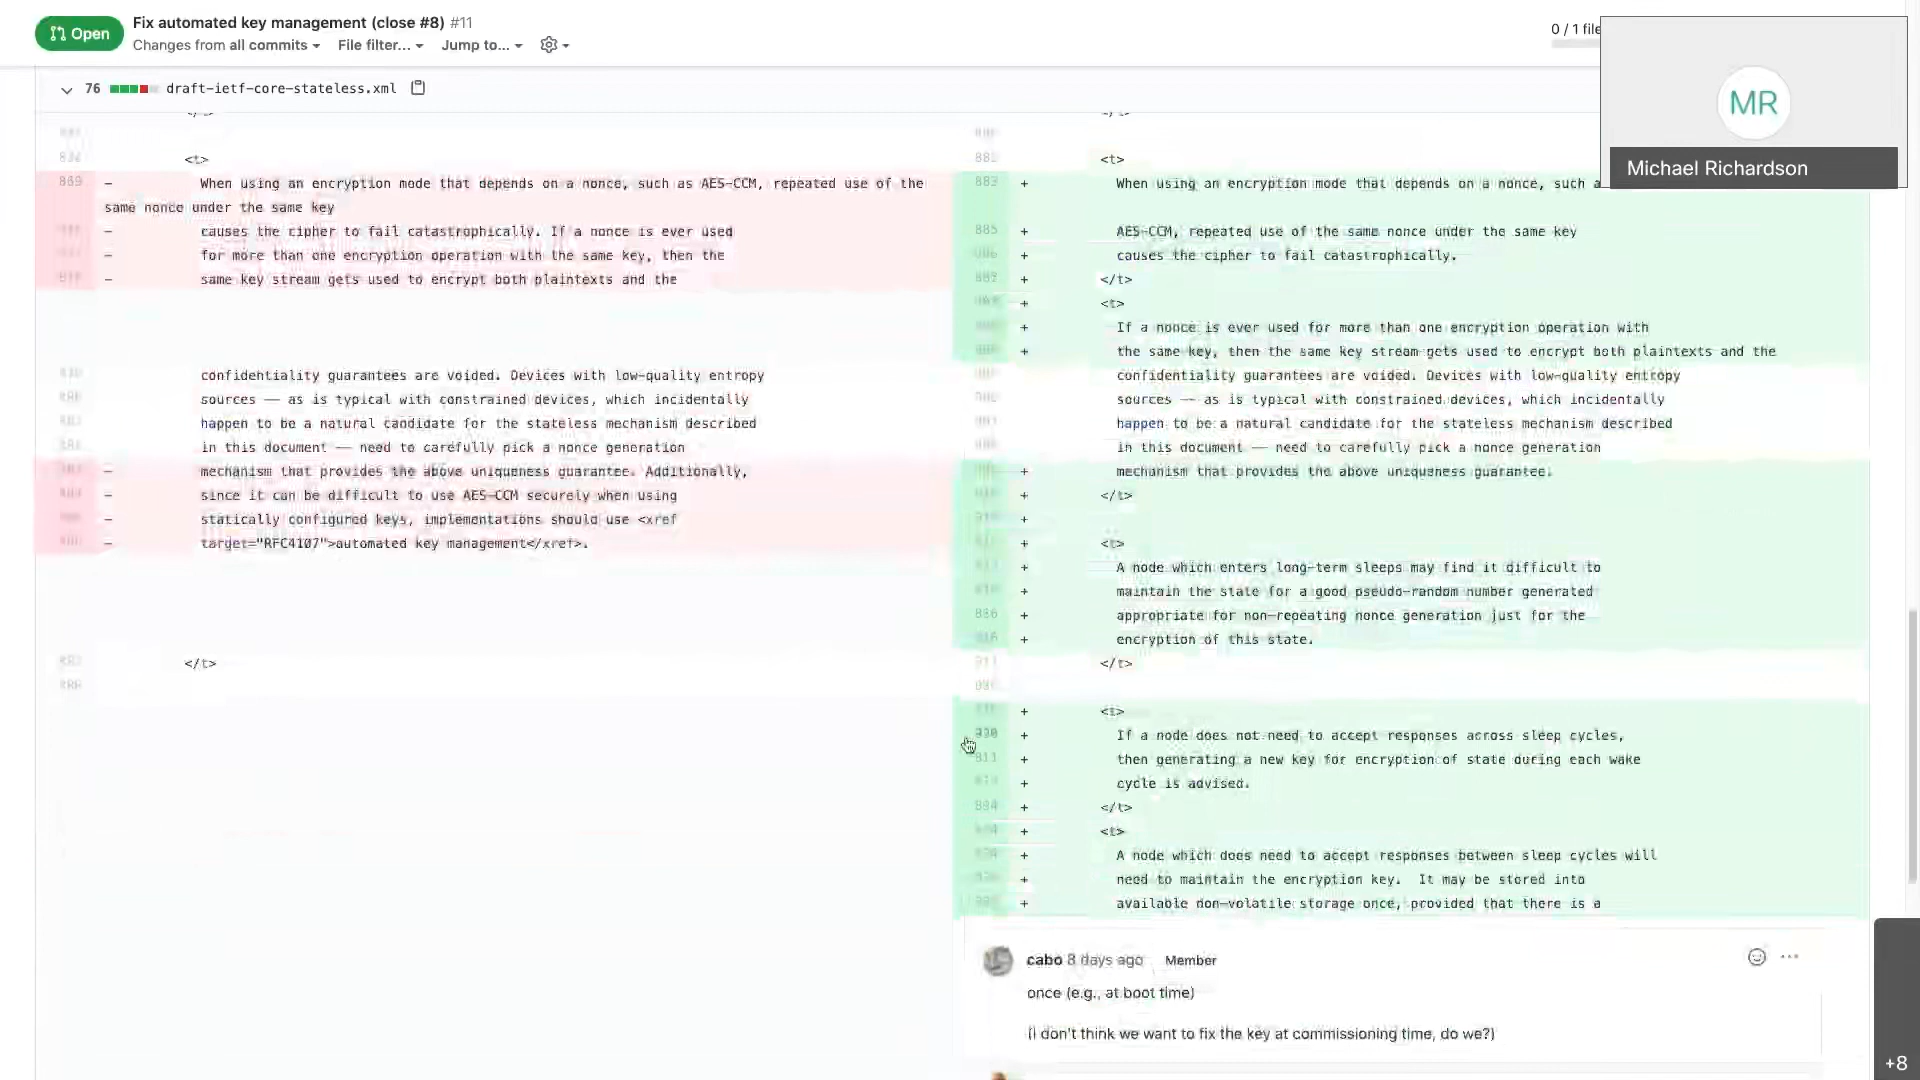 Open
Fix automated key management (close #8) #11
Changes from all commits
File filter...
Jump to...
0 / 1 file
76
draft-ietf-core-stateless.xml
MR
Michael Richardson
<t>
869 - When using an encryption mode that depends on a nonce, such as AES-CCM, repeated use of the
same nonce under the same key
- causes the cipher to fail catastrophically. If a nonce is ever used
- for more than one encryption operation with the same key, then the
- same key stream gets used to encrypt both plaintexts and the
confidentiality guarantees are voided. Devices with low-quality entropy
sources -- as is typical with constrained devices, which incidentally
happen to be a natural candidate for the stateless mechanism described
in this document -- need to carefully pick a nonce generation
- mechanism that provides the above uniqueness guarantee. Additionally,
- since it can be difficult to use AES-CCM securely when using
- statically configured keys, implementations should use <xref
- target="RFC4107">automated key management</xref>.
</t>
<t>
883 + When using an encryption mode that depends on a nonce, such a
885 + AES-CCM, repeated use of the same nonce under the same key
+ causes the cipher to fail catastrophically.
+ </t>
+ <t>
+ If a nonce is ever used for more than one encryption operation with
+ the same key, then the same key stream gets used to encrypt both plaintexts and the
confidentiality guarantees are voided. Devices with low-quality entropy
sources -- as is typical with constrained devices, which incidentally
happen to be a natural candidate for the stateless mechanism described
in this document -- need to carefully pick a nonce generation
+ mechanism that provides the above uniqueness guarantee.
+ </t>
+
+ <t>
+ A node which enters long-term sleeps may find it difficult to
+ maintain the state for a good pseudo-random number generated
+ appropriate for non-repeating nonce generation just for the
+ encryption of this state.
</t>
+ <t>
+ If a node does not need to accept responses across sleep cycles,
+ then generating a new key for encryption of state during each wake
+ cycle is advised.
+ </t>
+ <t>
+ A node which does need to accept responses between sleep cycles will
+ need to maintain the encryption key. It may be stored into
+ available non-volatile storage once, provided that there is a
cabo 8 days ago Member
once (e.g., at boot time)
(I don't think we want to fix the key at commissioning time, do we?)
+8